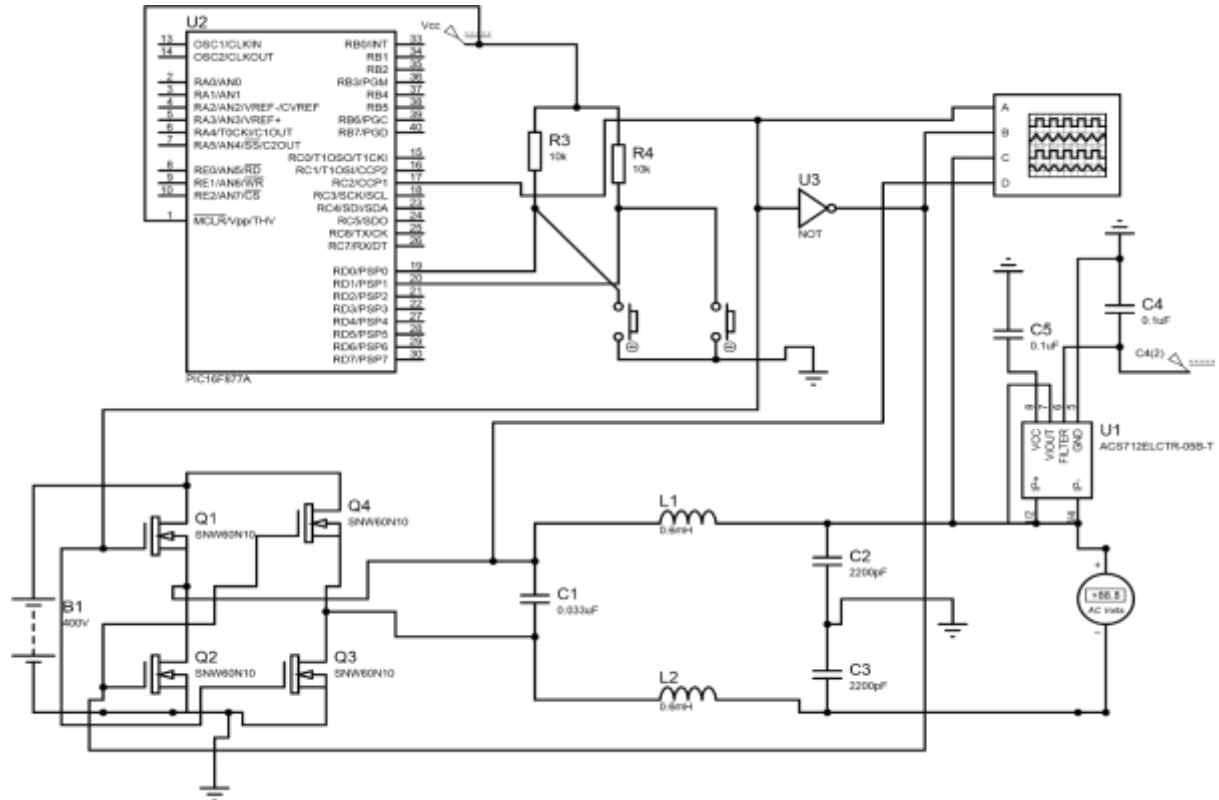 U2
13 OSC1/CLKIN
14 OSC2/CLKOUT
2 RA0/AN0
3 RA1/AN1
4 RA2/AN2/VREF-/CVREF
5 RA3/AN3/VREF+
6 RA4/T0CKI/C1OUT
7 RA5/AN4/SS/C2OUT
8 RE0/AN5/RD
9 RE1/AN6/WR
10 RE2/AN7/CS
1 MCLR/Vpp/THV
RB0/INT 33
RB1 34
RB2 35
RB3/PGM 36
RB4 37
RB5 38
RB6/PGC 39
RB7/PGD 40
RC0/T1OSO/T1CKI 15
RC1/T1OSI/CCP2 16
RC2/CCP1 17
RC3/SCK/SCL 18
RC4/SDI/SDA 23
RC5/SDO 24
RC6/TX/CK 25
RC7/RX/DT 26
RD0/PSP0 19
RD1/PSP1 20
RD2/PSP2 21
RD3/PSP3 22
RD4/PSP4 27
RD5/PSP5 28
RD6/PSP6 29
RD7/PSP7 30
PIC16F877A
Vcc
R3
10k
R4
10k
U3
NOT
A
B
C
D
C4
0.1uF
C5
0.1uF
C4(2)
8 7 6 5
VCC
VIOUT
FILTER
GND
IP+
IP-
U1
ACS712ELCTR-05B-T
Q1
SNW60N10
Q4
SNW60N10
Q2
SNW60N10
Q3
SNW60N10
B1
400V
C1
0.033uF
L1
0.6mH
L2
0.6mH
C2
2200pF
C3
2200pF
+
+88.8
AC Volts